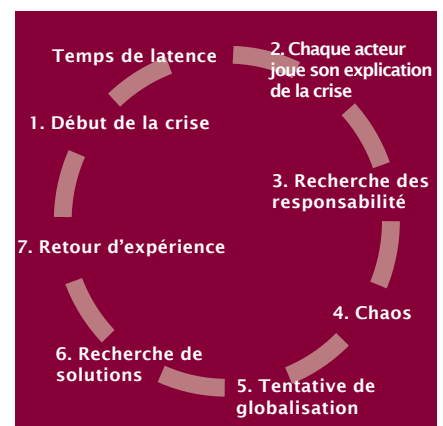 Temps de latence
2. Chaque acteur
joue son explication
de la crise
1. Début de la crise
3. Recherche des
responsabilité
7. Retour d’expérience
4. Chaos
6. Recherche de
solutions
5. Tentative de
globalisation